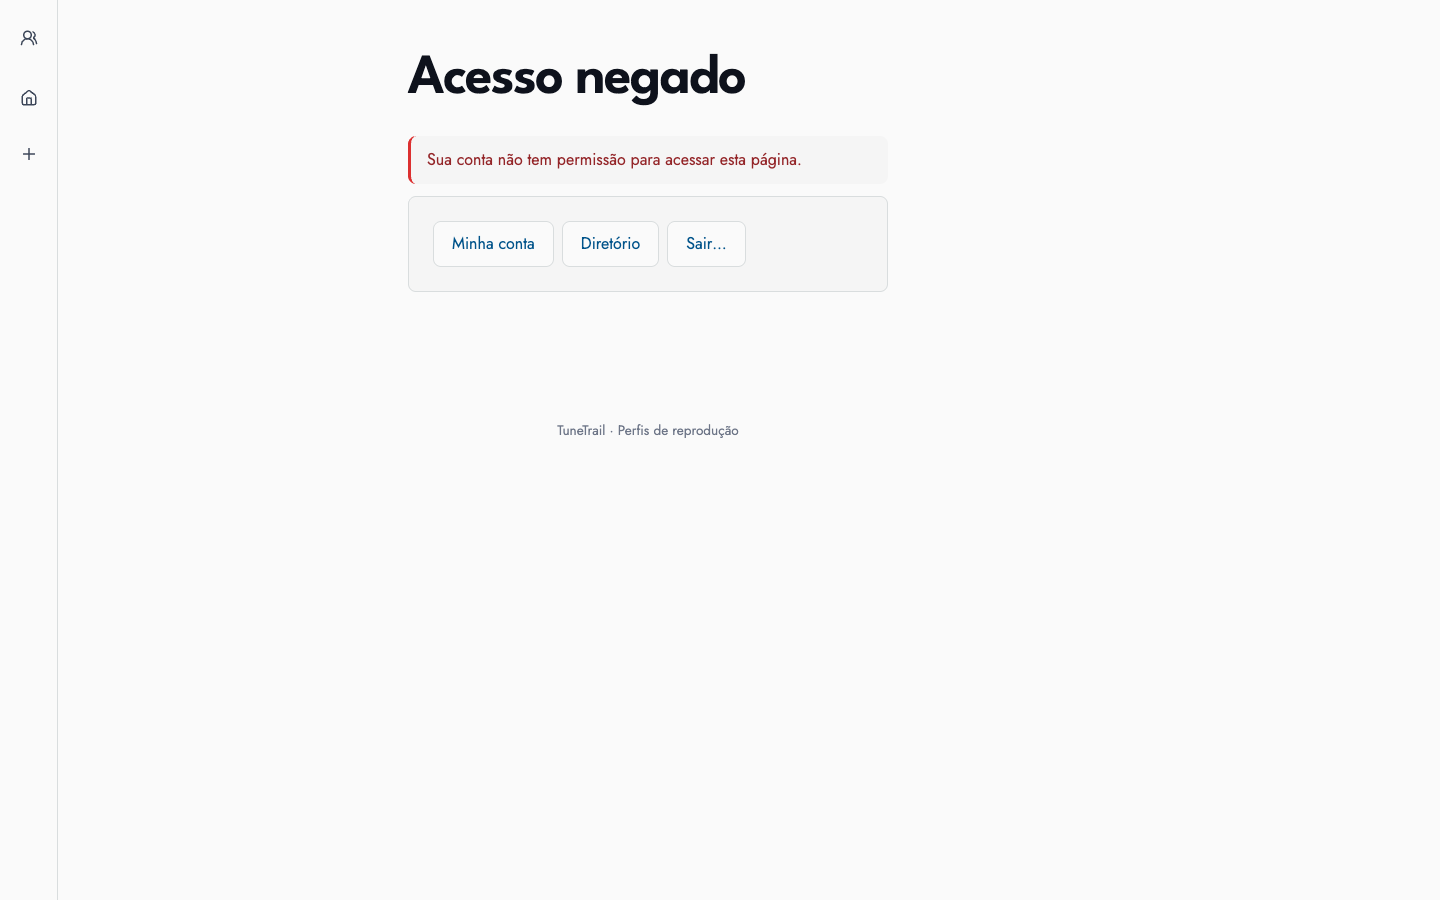 Acesso negado
Sua conta não tem permissão para acessar esta página.
Minha conta
Diretório
Sair…
TuneTrail · Perfis de reprodução